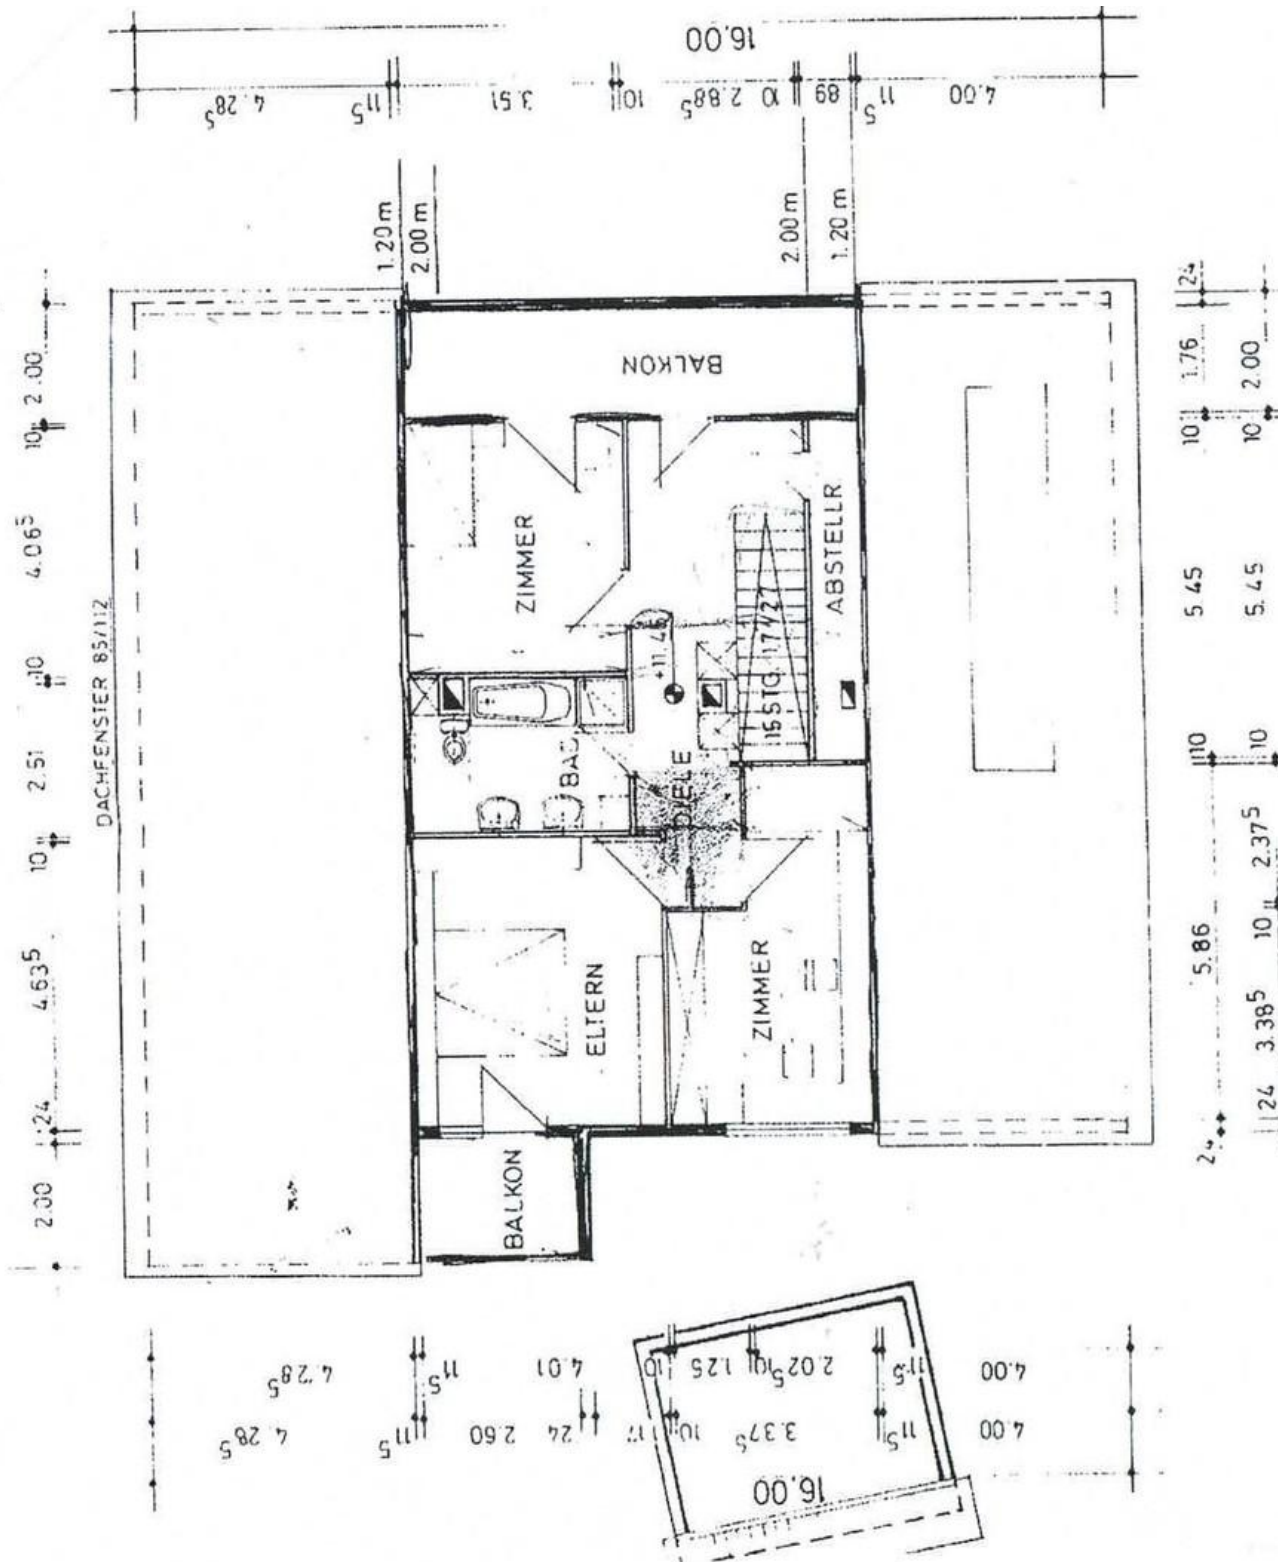 16.00
4.28⁵ 11⁵ 3.51 10 2.88⁵ 10 89 11⁵ 4.00
1.20 m
2.00 m
2.00 m
1.20 m
2.00
10
4.06⁵
10
2.51
10
4.63⁵
24
2.00
DACHFENSTER 85/112
BALKON
ZIMMER
ABSTELLR.
15 STG. 17/27
BAD
DIELE
ELTERN
ZIMMER
BALKON
24
1.76
10
5.45
10
5.86
2.00
10
5.45
10
2.37⁵
10
3.38⁵
24
4.28⁵ 11⁵ 4.01 10 1.25 10 2.02⁵ 11⁵ 4.00
4.28⁵ 11⁵ 2.60 24 1.17 10 3.37⁵ 11⁵ 4.00
16.00